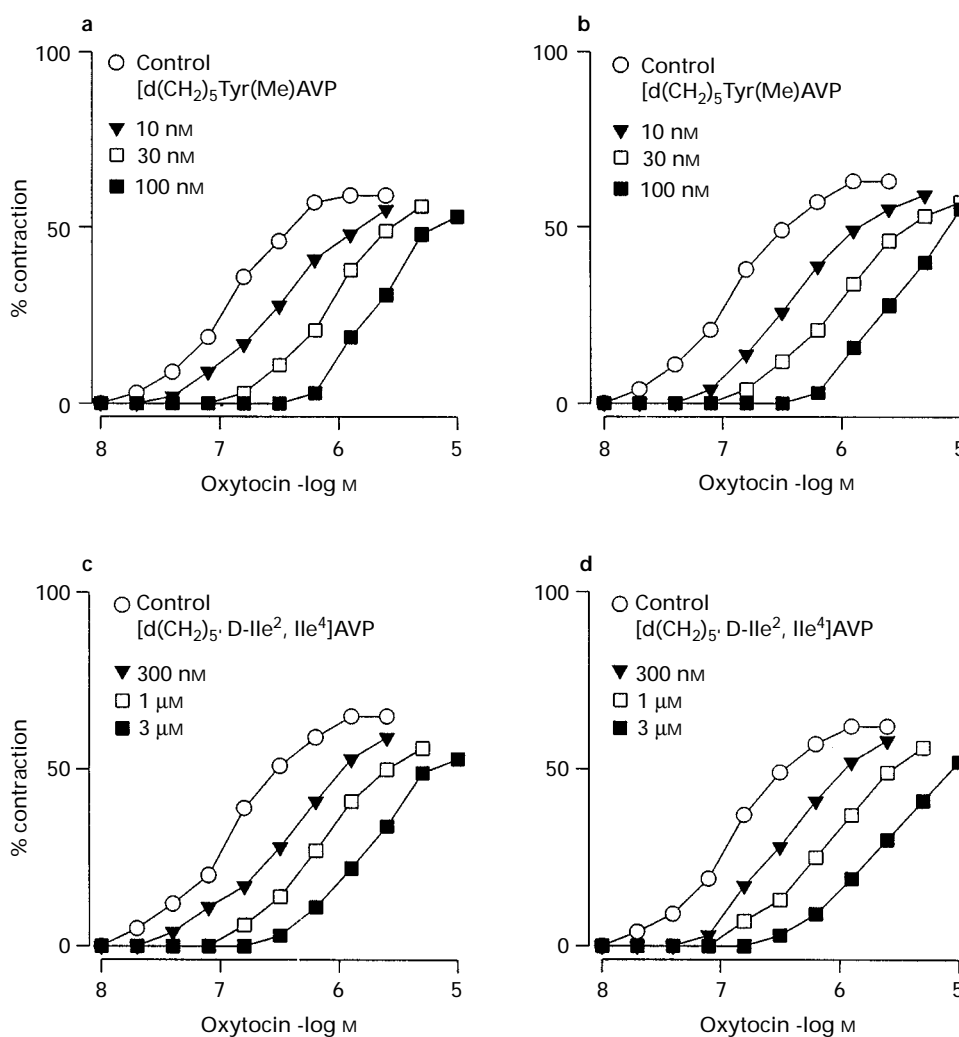 a
100
Control
[d(CH₂)₅Tyr(Me)AVP
10 nM
30 nM
100 nM
50
0
% contraction
8 7 6 5
Oxytocin -log M
b
100
Control
[d(CH₂)₅Tyr(Me)AVP
10 nM
30 nM
100 nM
50
0
8 7 6 5
Oxytocin -log M
c
100
Control
[d(CH₂)₅, D-Ile², Ile⁴]AVP
300 nM
1 µM
3 µM
50
0
% contraction
8 7 6 5
Oxytocin -log M
d
100
Control
[d(CH₂)₅, D-Ile², Ile⁴]AVP
300 nM
1 µM
3 µM
50
0
8 7 6 5
Oxytocin -log M